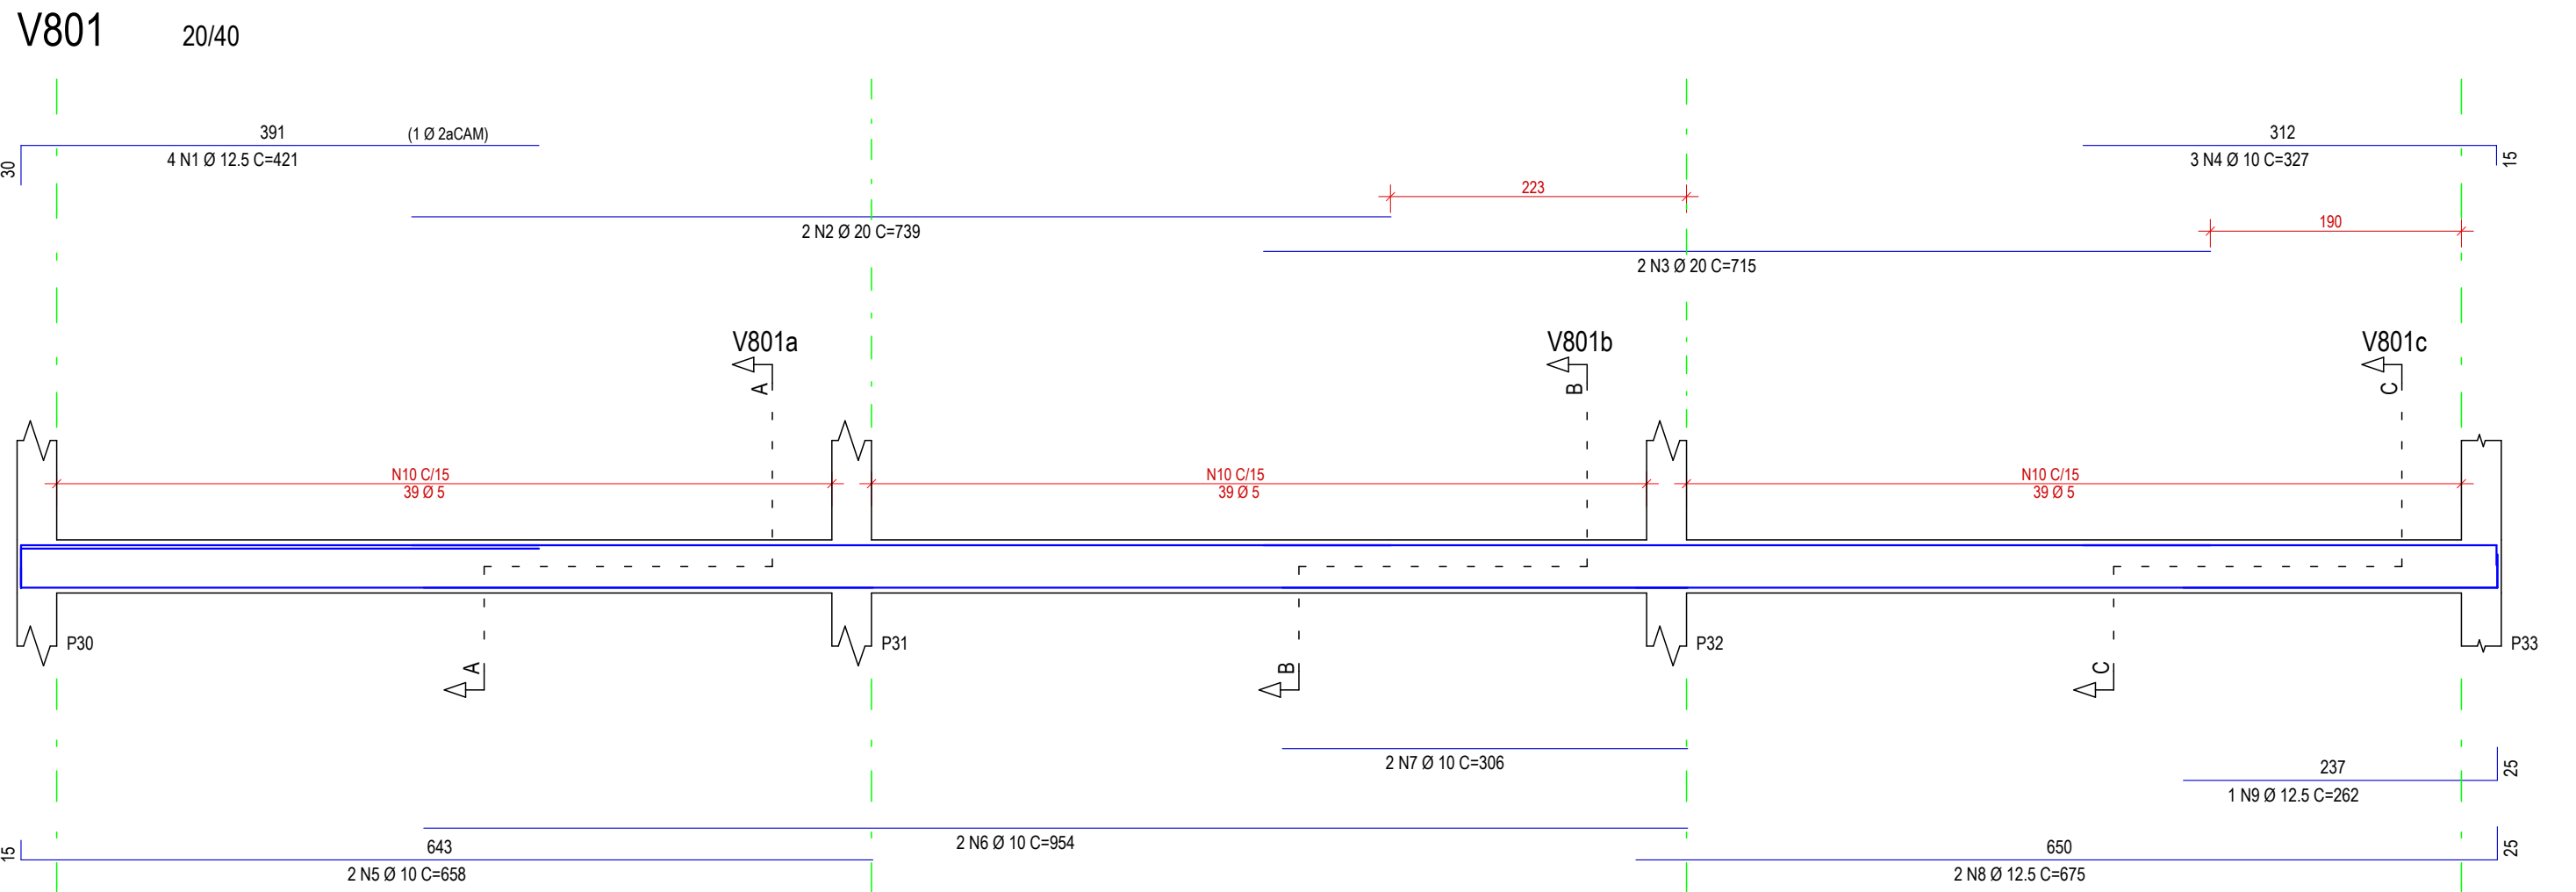 V801 20/40
391 (1 Ø 2aCAM)
4 N1 Ø 12.5 C=421
30
312
3 N4 Ø 10 C=327
15
223
2 N2 Ø 20 C=739
190
2 N3 Ø 20 C=715
V801a
A
V801b
B
V801c
C
N10 C/15
39 Ø 5
N10 C/15
39 Ø 5
N10 C/15
39 Ø 5
P30
P31
P32
P33
A
B
C
2 N7 Ø 10 C=306
237
1 N9 Ø 12.5 C=262
25
2 N6 Ø 10 C=954
15
643
2 N5 Ø 10 C=658
650
2 N8 Ø 12.5 C=675
25